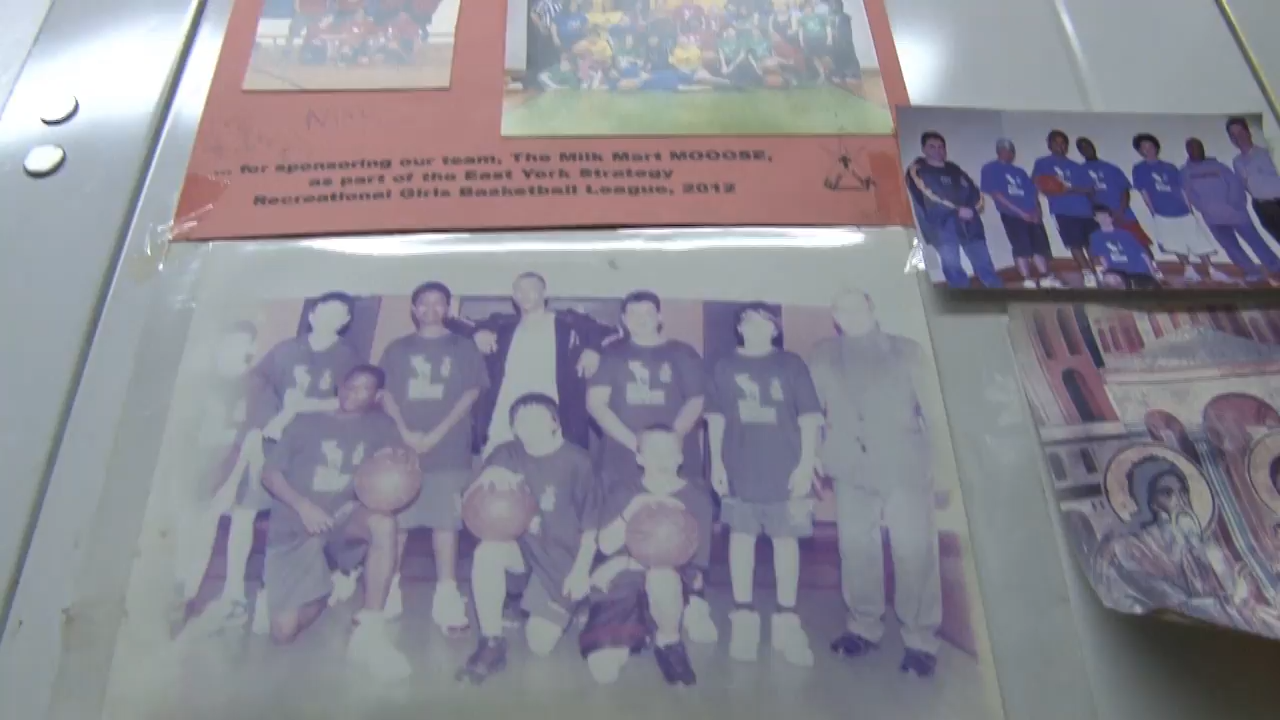 for sponsoring our team, The Milk Mart MOOOSE,
as part of the East York Strategy
Recreational Girls Basketball League, 2012